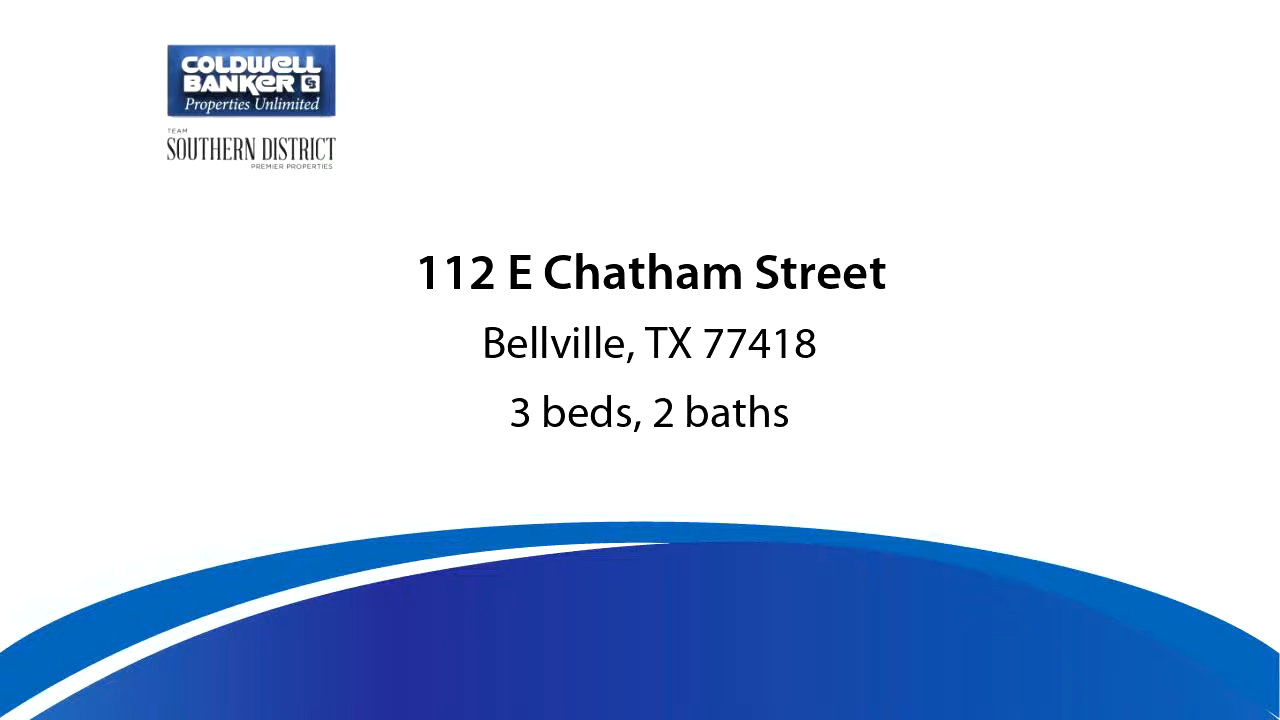 COLDWELL
BANKER CB
Properties Unlimited
TEAM
SOUTHERN DISTRICT
PREMIER PROPERTIES
112 E Chatham Street
Bellville, TX 77418
3 beds, 2 baths